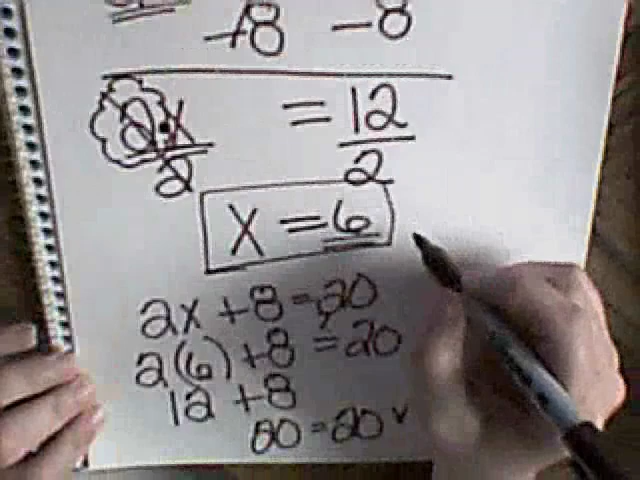 +8 -8
2x = 12
2 2
x = 6
2x + 8 = 20
2(6) + 8 ?= 20
12 + 8
20 = 20 ✓